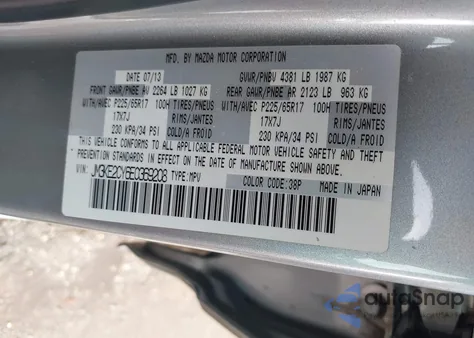 MFD. BY MAZDA MOTOR CORPORATION
DATE 07/13 GVWR/PNBV 4381 LB 1987 KG
FRONT GAWR/PNBE AV 2264 LB 1027 KG REAR GAWR/PNBE AR 2123 LB 963 KG
WITH/AVEC P225/65R17 100H TIRES/PNEUS WITH/AVEC P225/65R17 100H TIRES/PNEUS
17X7J RIMS/JANTES 17X7J RIMS/JANTES
230 KPA/34 PSI COLD/A FROID 230 KPA/34 PSI COLD/A FROID
THIS VEHICLE CONFORMS TO ALL APPLICABLE FEDERAL MOTOR VEHICLE SAFETY AND THEFT
PREVENTION STANDARDS IN EFFECT ON THE DATE OF MANUFACTURE SHOWN ABOVE.
VIN: JM3KE2CY6E0369208 TYPE:MPV COLOR CODE:38P MADE IN JAPAN
autoSnap